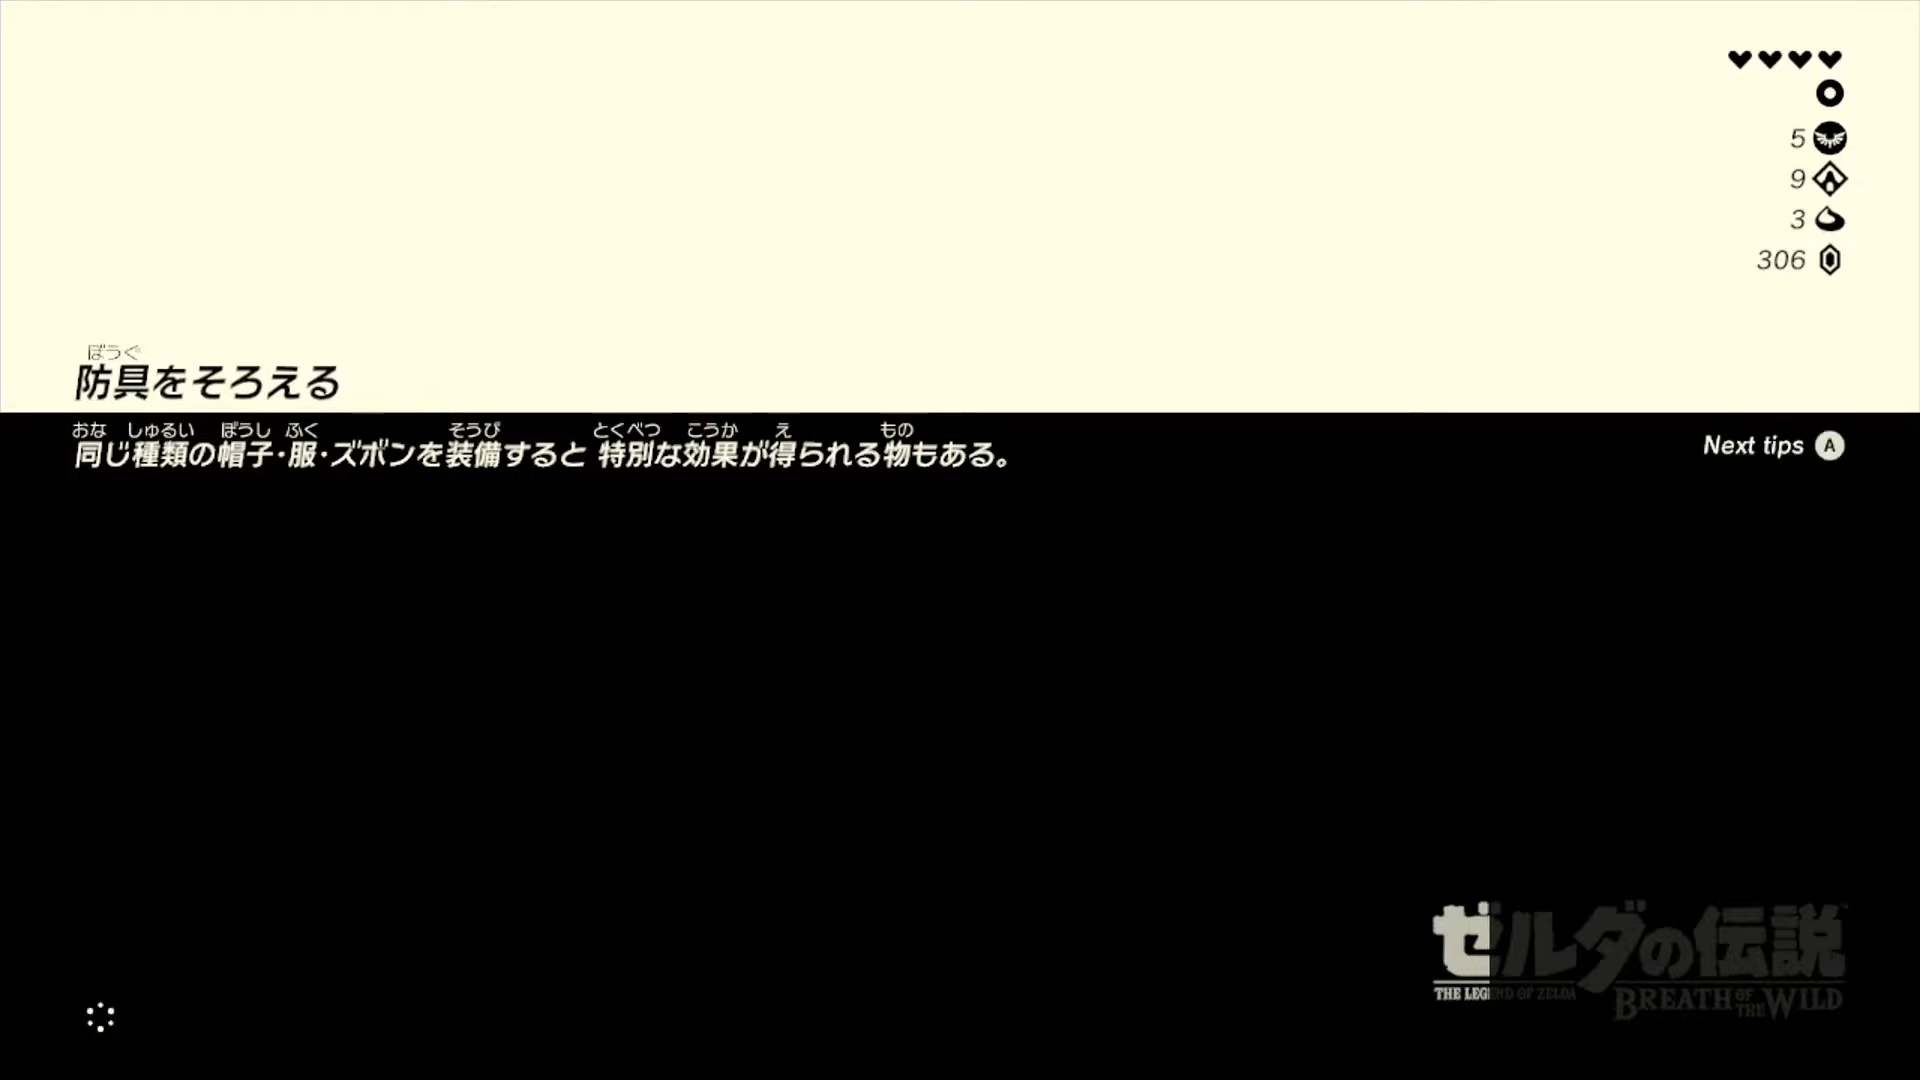 5
9
3
306
ぼうぐ
防具をそろえる
おな しゅるい ぼうし ふく そうび とくべつ こうか え もの
同じ種類の帽子・服・ズボンを装備すると 特別な効果が得られる物もある。
Next tips A
ゼルダの伝説
THE LEGEND OF ZELDA
BREATH OF THE WILD